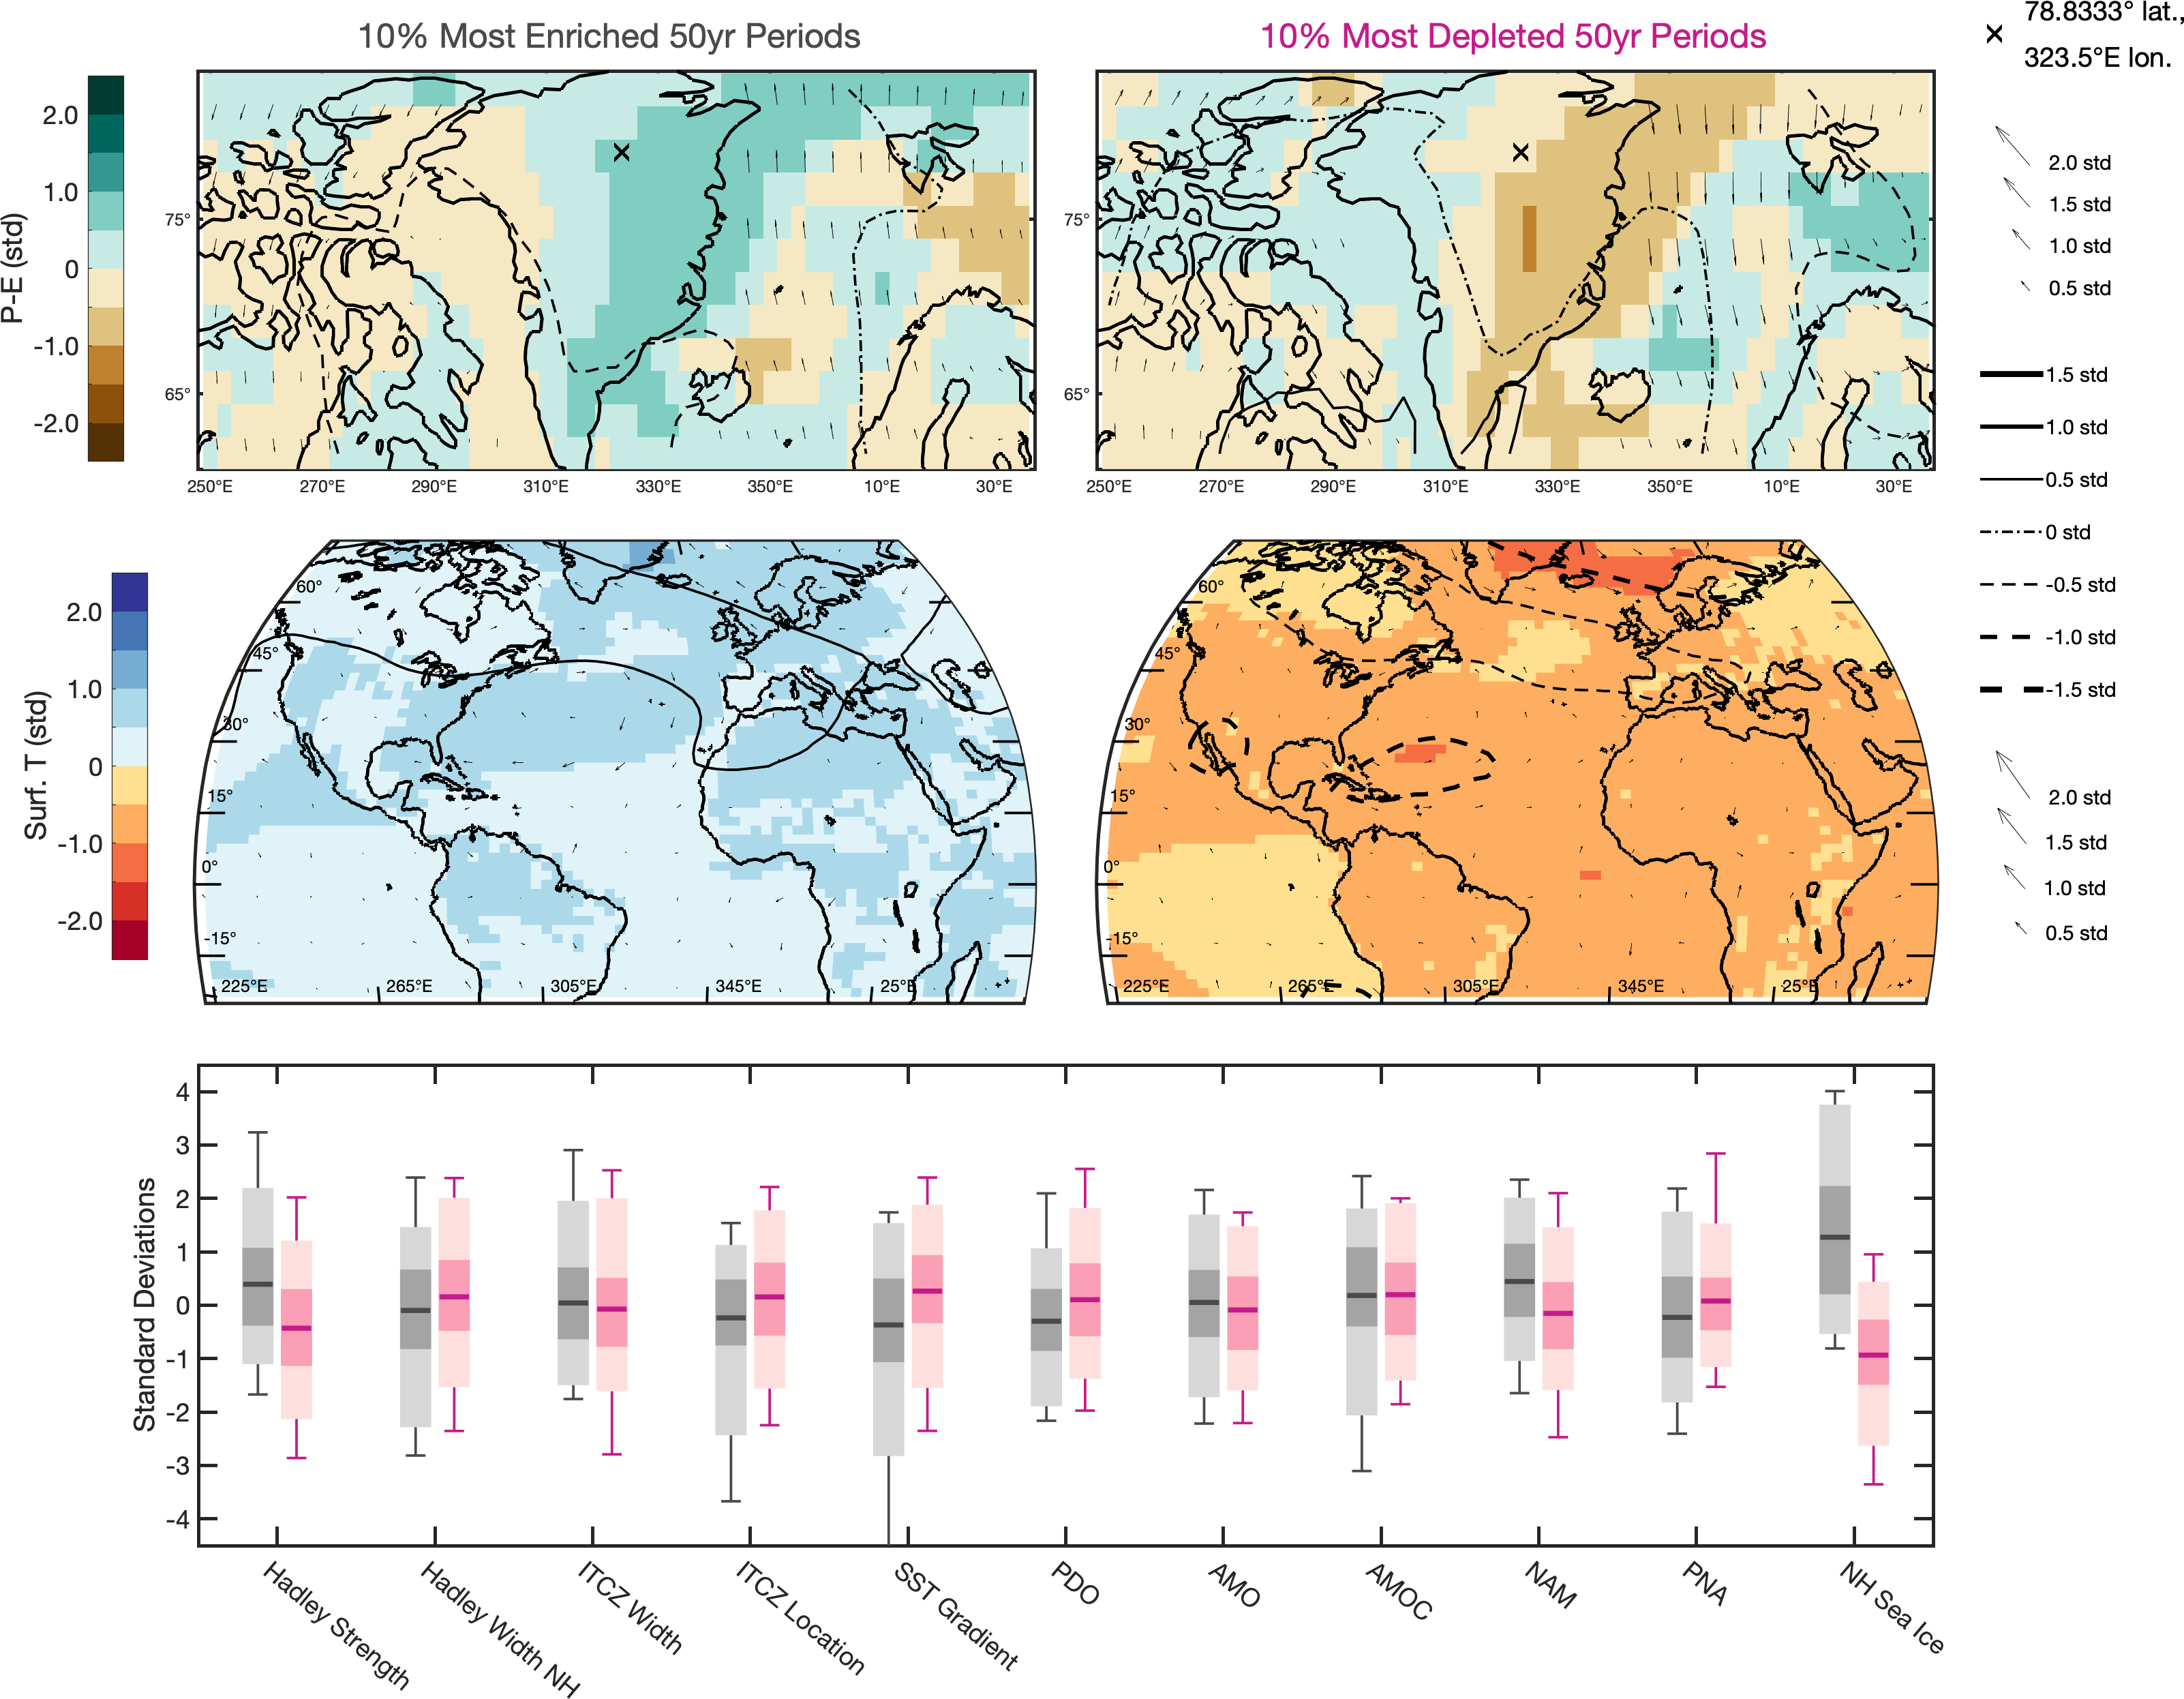 10% Most Enriched 50yr Periods
10% Most Depleted 50yr Periods
78.8333° lat.,
323.5°E lon.
P-E (std)
2.0
1.0
0
-1.0
-2.0
75°
65°
250°E 270°E 290°E 310°E 330°E 350°E 10°E 30°E
75°
65°
250°E 270°E 290°E 310°E 330°E 350°E 10°E 30°E
2.0 std
1.5 std
1.0 std
0.5 std
1.5 std
1.0 std
0.5 std
0 std
-0.5 std
-1.0 std
-1.5 std
Surf. T (std)
2.0
1.0
0
-1.0
-2.0
60°
45°
30°
15°
0°
-15°
225°E 265°E 305°E 345°E 25°E
60°
45°
30°
15°
0°
-15°
225°E 265°E 305°E 345°E 25°E
2.0 std
1.5 std
1.0 std
0.5 std
Standard Deviations
4
3
2
1
0
-1
-2
-3
-4
Hadley Strength
Hadley Width NH
ITCZ Width
ITCZ Location
SST Gradient
PDO
AMO
AMOC
NAM
PNA
NH Sea Ice